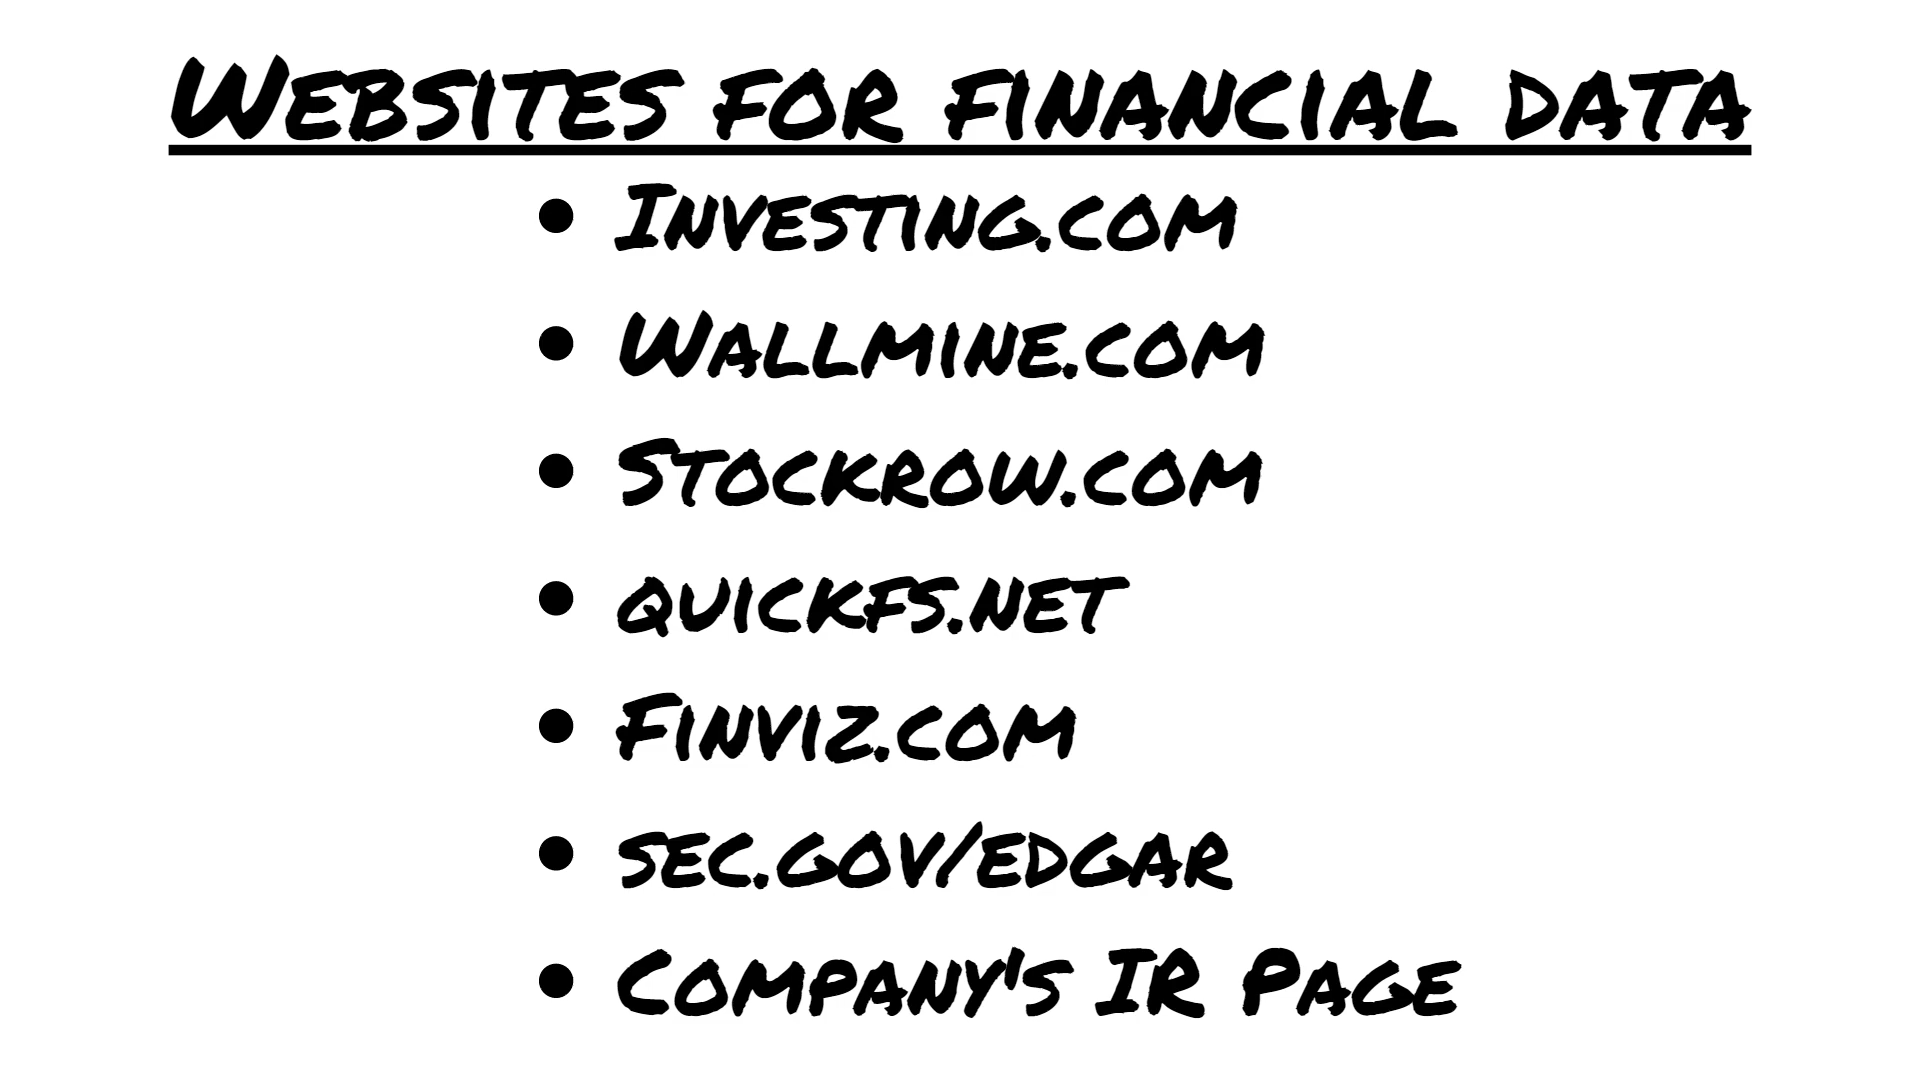 Websites for financial data
• Investing.com
• Wallmine.com
• Stockrow.com
• quickfs.net
• Finviz.com
• sec.gov/edgar
• Company's IR Page